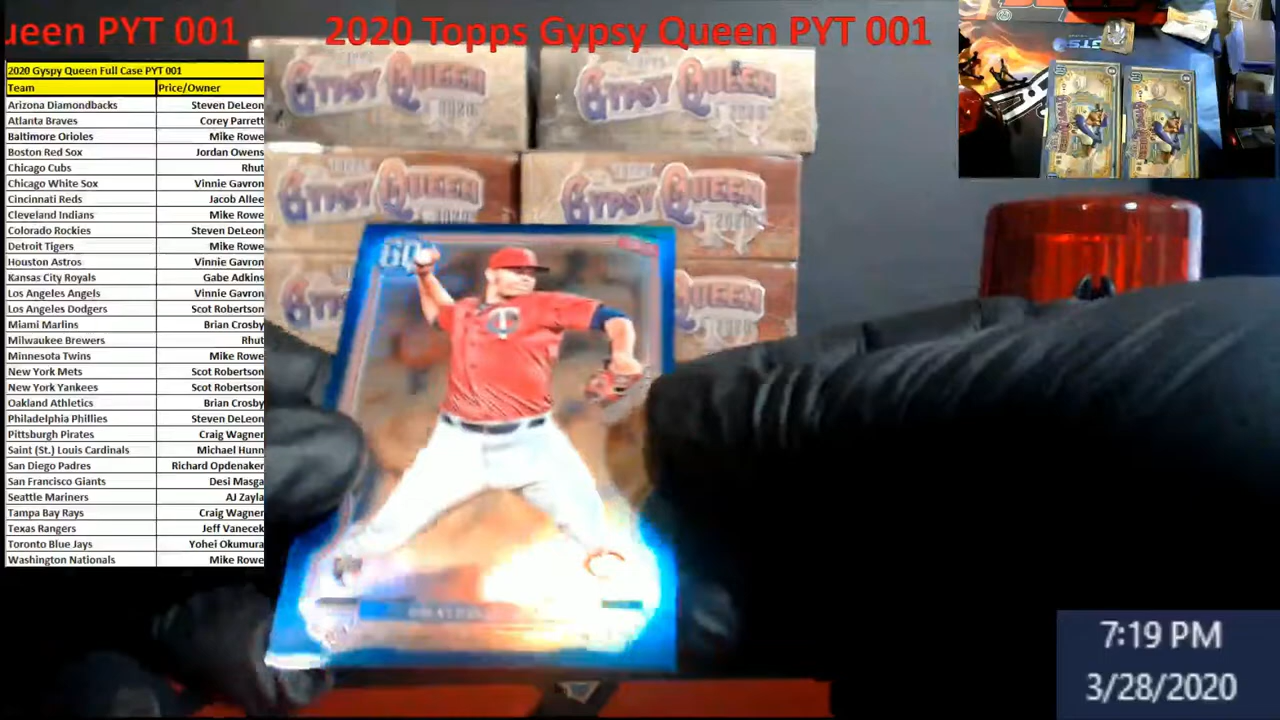 ueen PYT 001 2020 Topps Gypsy Queen PYT 001
2020 Gyspy Queen Full Case PYT 001
Team Price/Owner
Arizona Diamondbacks Steven DeLeon
Atlanta Braves Corey Parrett
Baltimore Orioles Mike Rowe
Boston Red Sox Jordan Owens
Chicago Cubs Rhut
Chicago White Sox Vinnie Gavron
Cincinnati Reds Jacob Allee
Cleveland Indians Mike Rowe
Colorado Rockies Steven DeLeon
Detroit Tigers Mike Rowe
Houston Astros Vinnie Gavron
Kansas City Royals Gabe Adkins
Los Angeles Angels Vinnie Gavron
Los Angeles Dodgers Scot Robertson
Miami Marlins Brian Crosby
Milwaukee Brewers Rhut
Minnesota Twins Mike Rowe
New York Mets Scot Robertson
New York Yankees Scot Robertson
Oakland Athletics Brian Crosby
Philadelphia Phillies Steven DeLeon
Pittsburgh Pirates Craig Wagner
Saint (St.) Louis Cardinals Michael Hunn
San Diego Padres Richard Opdenaker
San Francisco Giants Desi Masga
Seattle Mariners AJ Zayla
Tampa Bay Rays Craig Wagner
Texas Rangers Jeff Vanecek
Toronto Blue Jays Yohei Okumura
Washington Nationals Mike Rowe
GYPSY QUEEN
2020
GYPSY QUEEN
GYPSY QUEEN
2020
GYPSY QUEEN
2020
GYPSY QUEEN
GQ
7:19 PM
3/28/2020